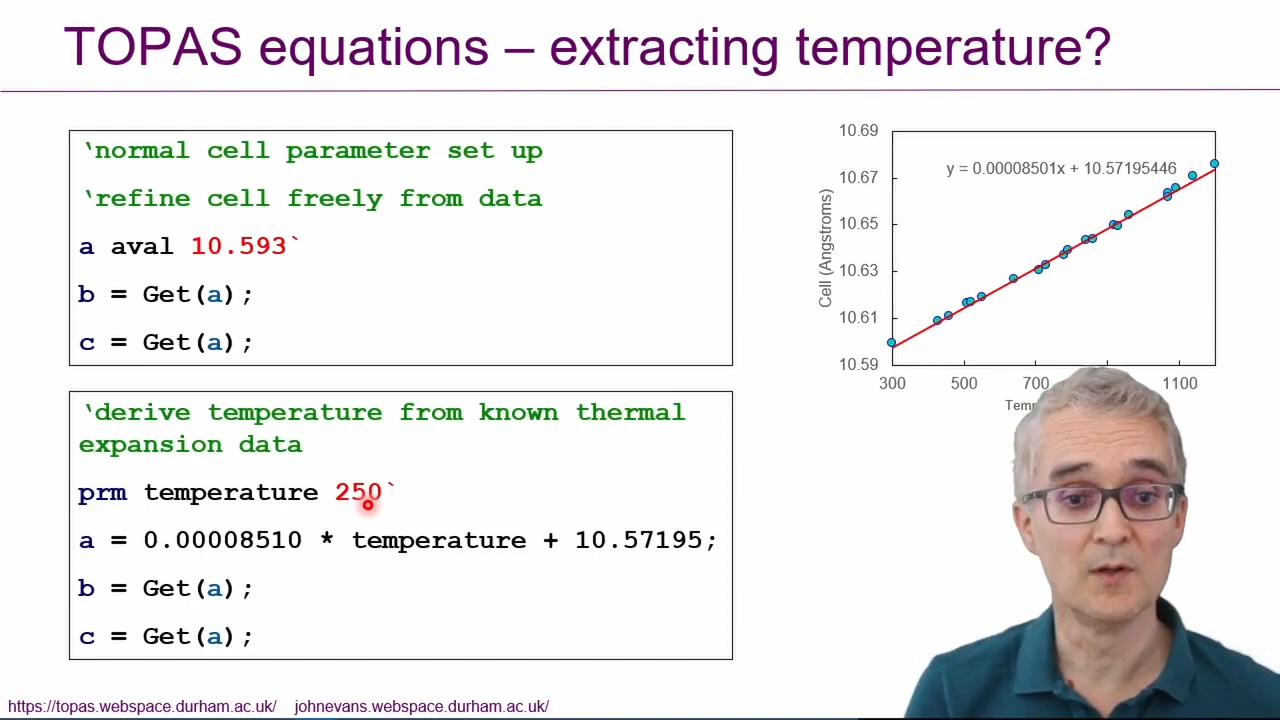 TOPAS equations – extracting temperature?
‘normal cell parameter set up
‘refine cell freely from data
a aval 10.593`
b = Get(a);
c = Get(a);
‘derive temperature from known thermal
expansion data
prm temperature 250`
a = 0.00008510 * temperature + 10.57195;
b = Get(a);
c = Get(a);
10.69
10.67
10.65
10.63
10.61
10.59
Cell (Angstroms)
y = 0.00008501x + 10.57195446
300 500 700 1100
https://topas.webspace.durham.ac.uk/ johnevans.webspace.durham.ac.uk/